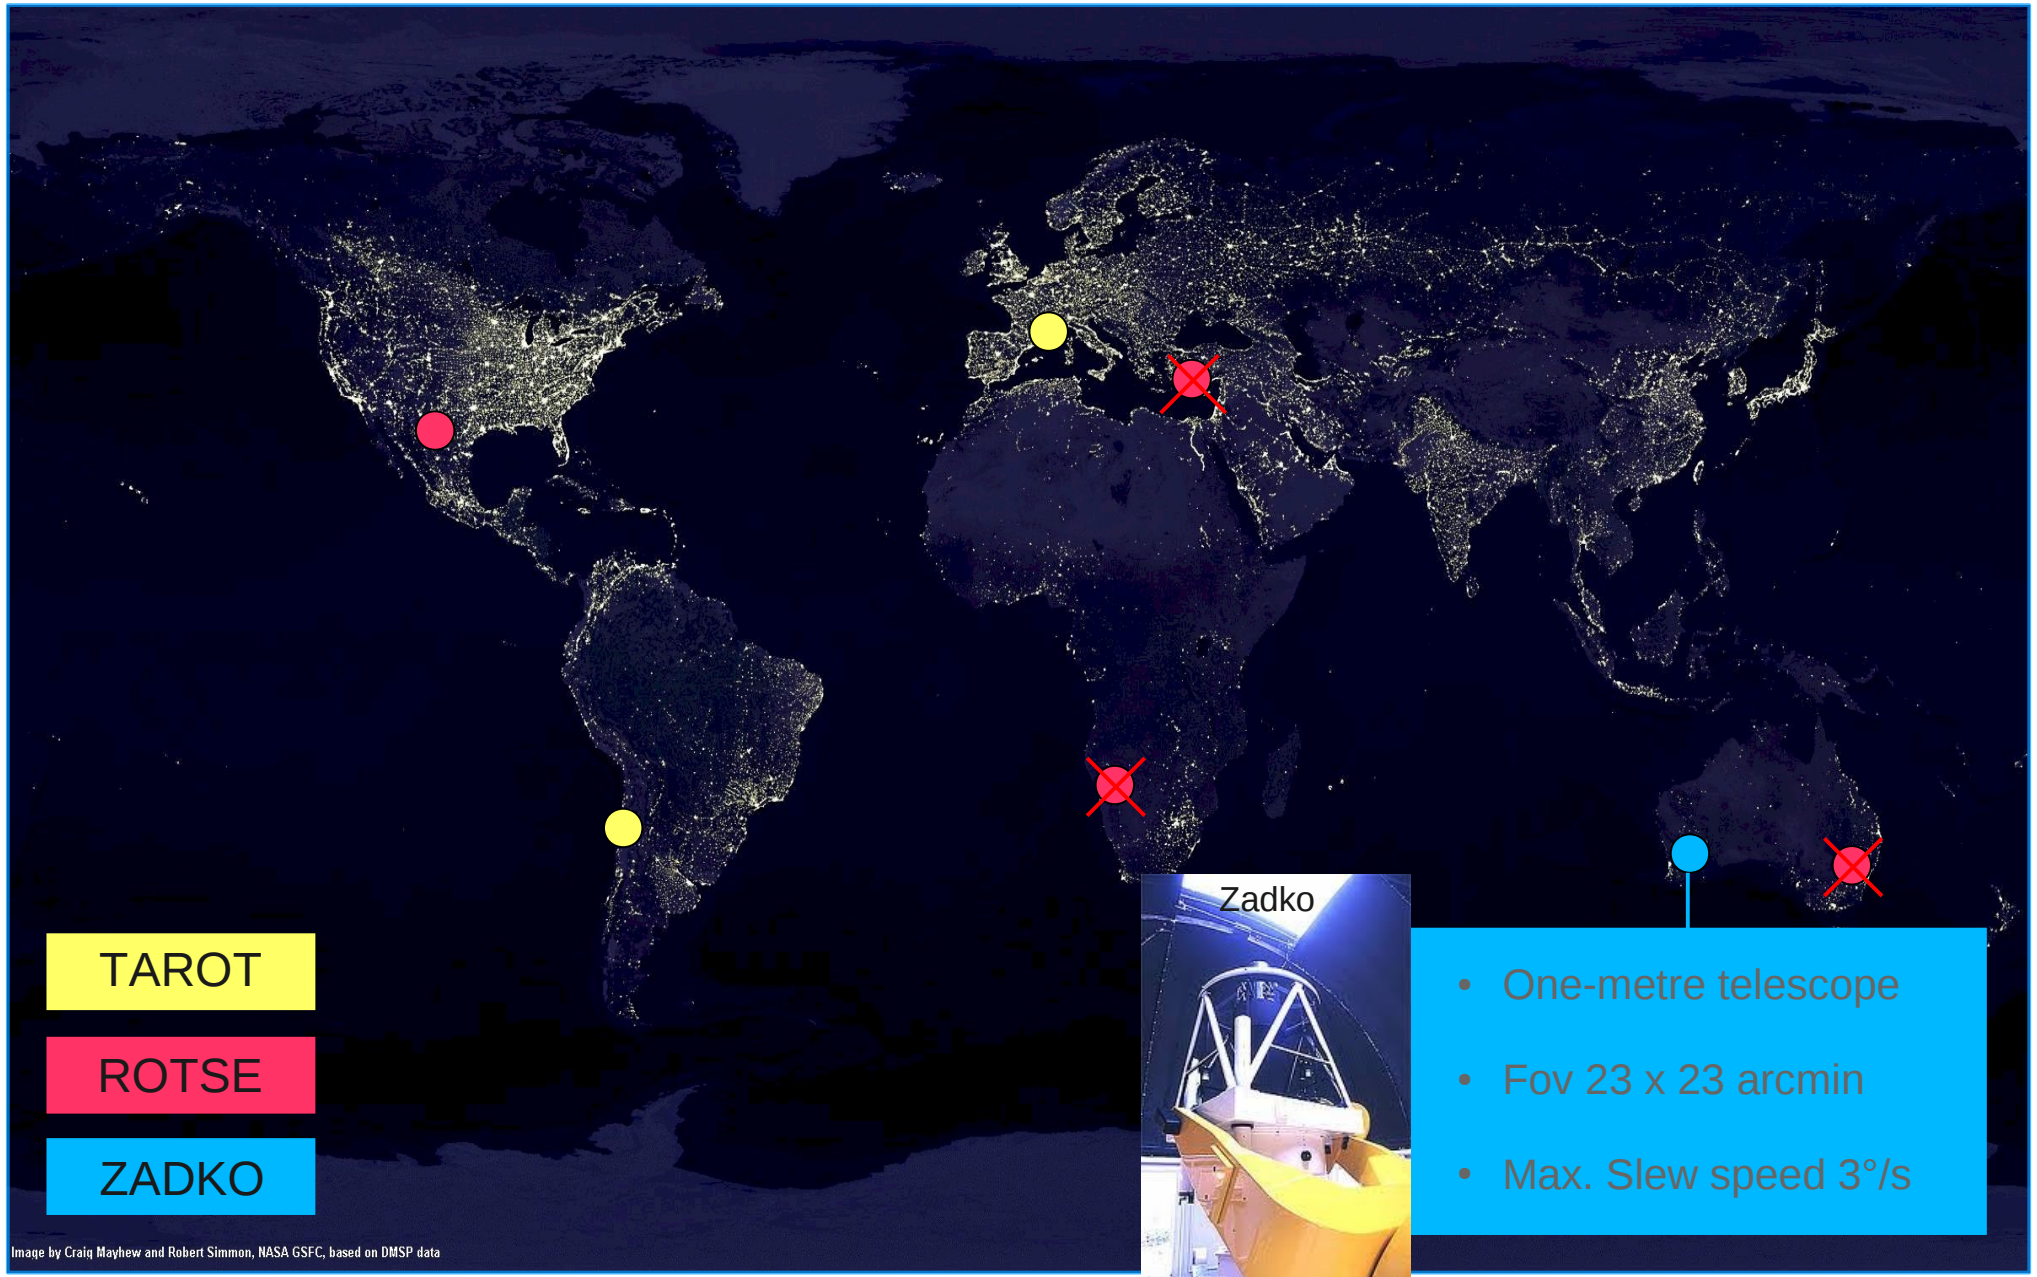 Zadko
TAROT
ROTSE
ZADKO
• One-metre telescope
• Fov 23 x 23 arcmin
• Max. Slew speed 3°/s
Image by Craig Mayhew and Robert Simmon, NASA GSFC, based on DMSP data